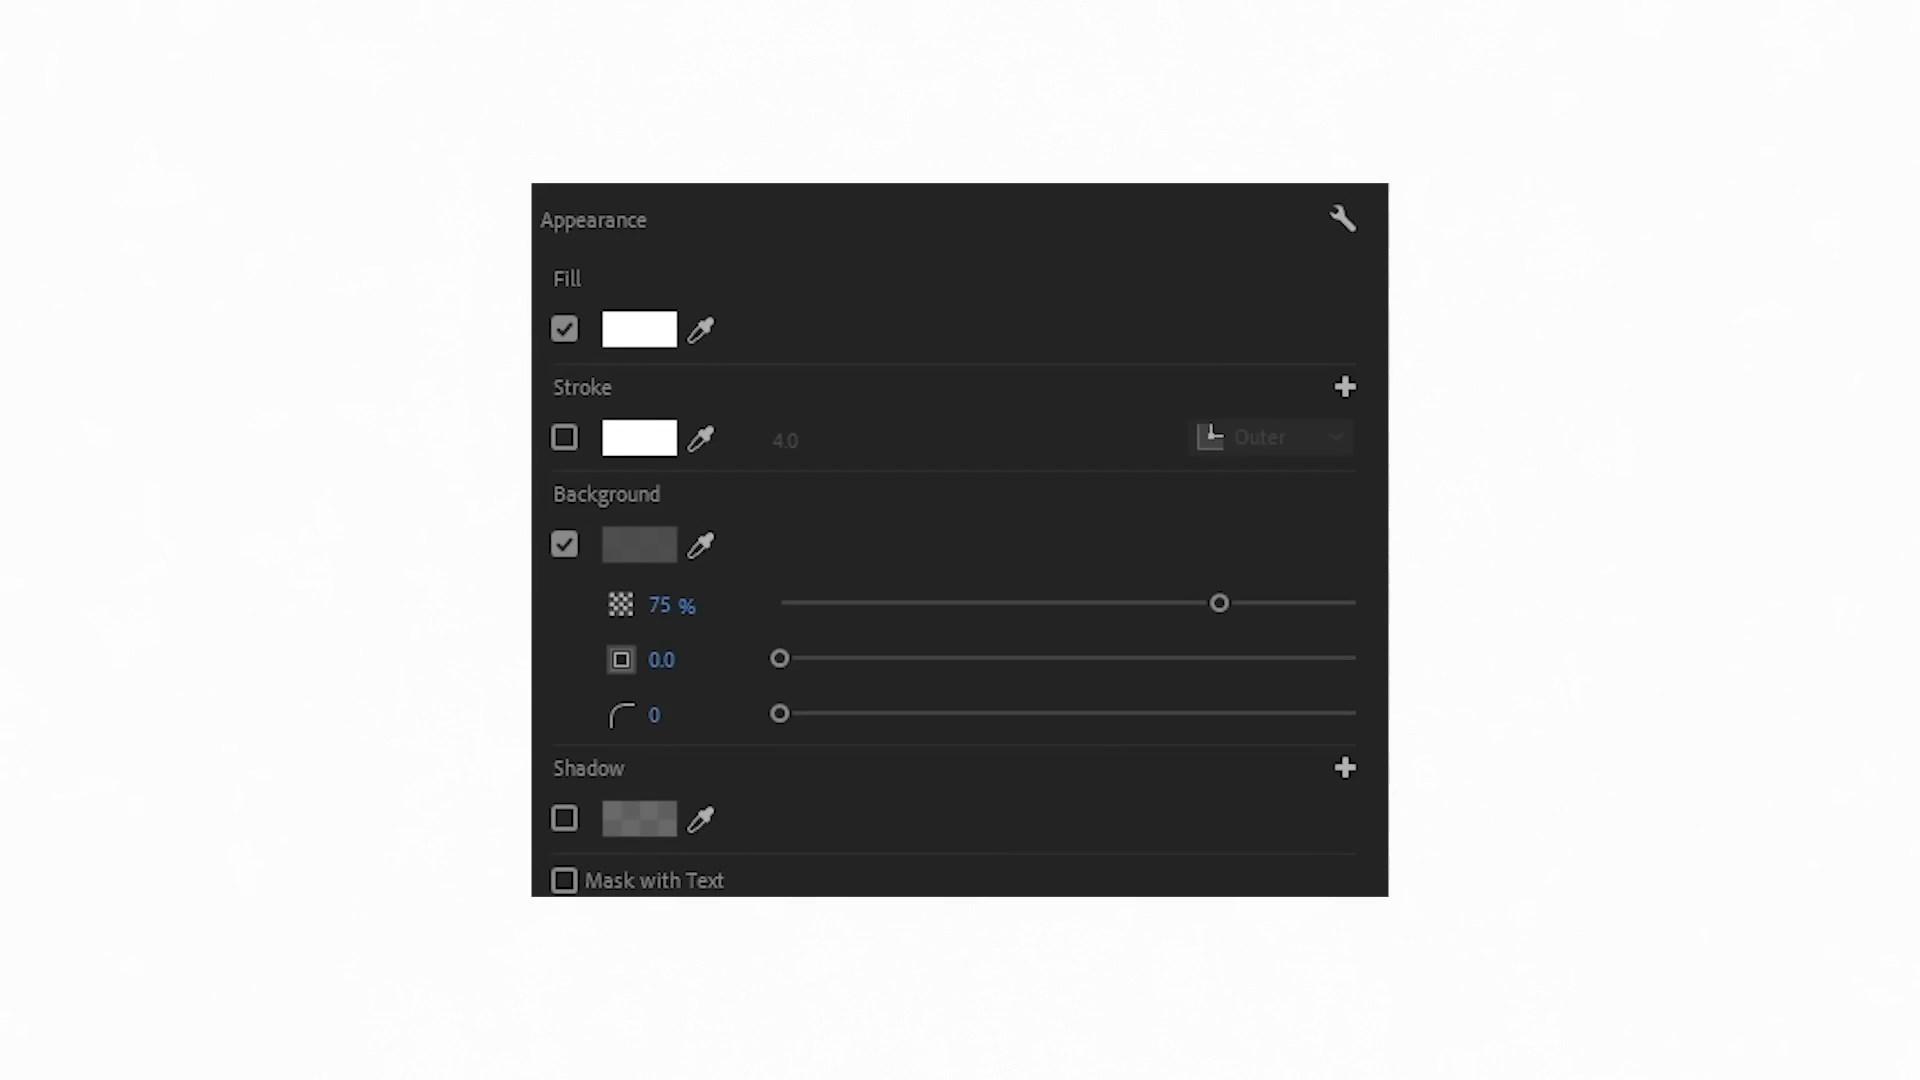 Appearance
Fill
Stroke
4.0 Outer
Background
75 %
0.0
0
Shadow
Mask with Text